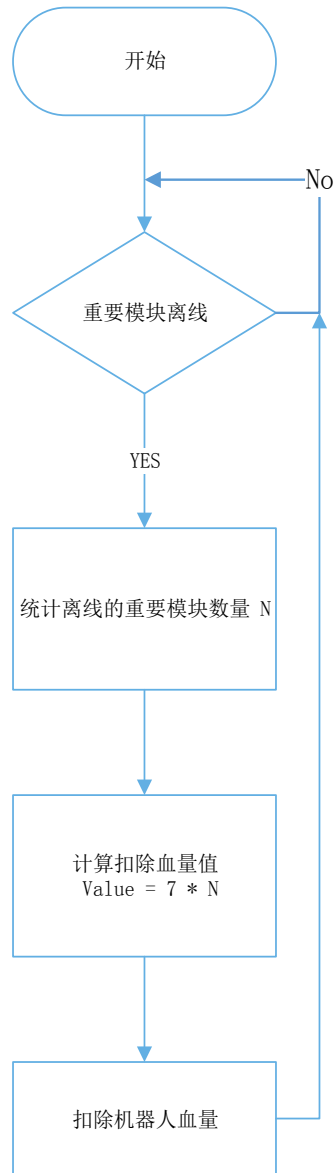 开始
No
重要模块离线
YES
统计离线的重要模块数量 N
计算扣除血量值
Value = 7 * N
扣除机器人血量